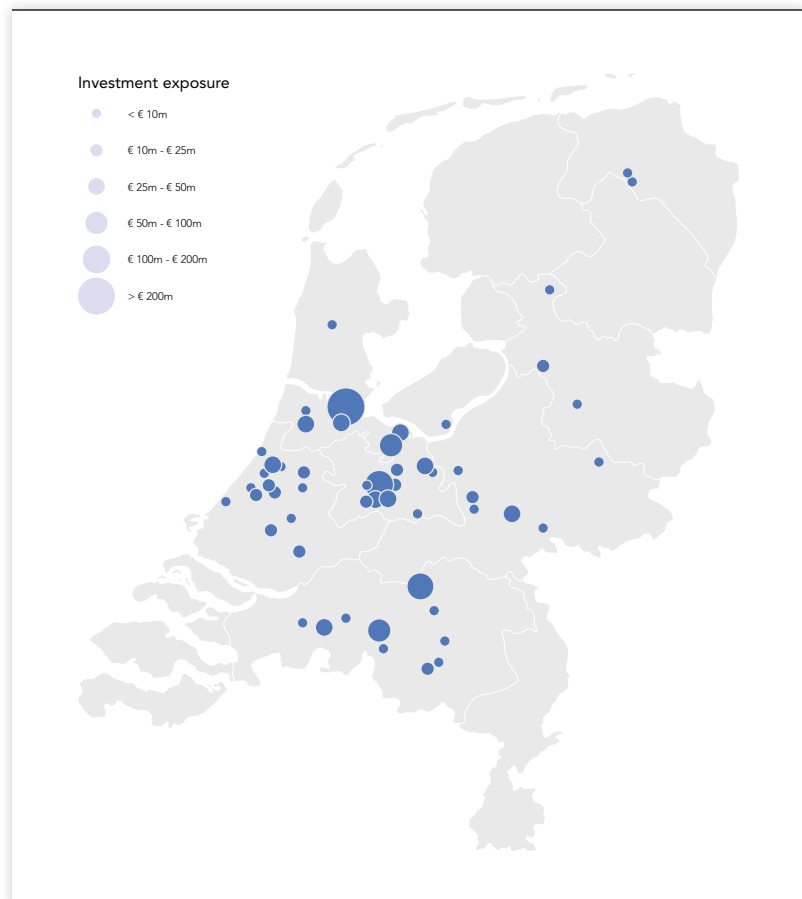 Investment exposure
< € 10m
€ 10m - € 25m
€ 25m - € 50m
€ 50m - € 100m
€ 100m - € 200m
> € 200m